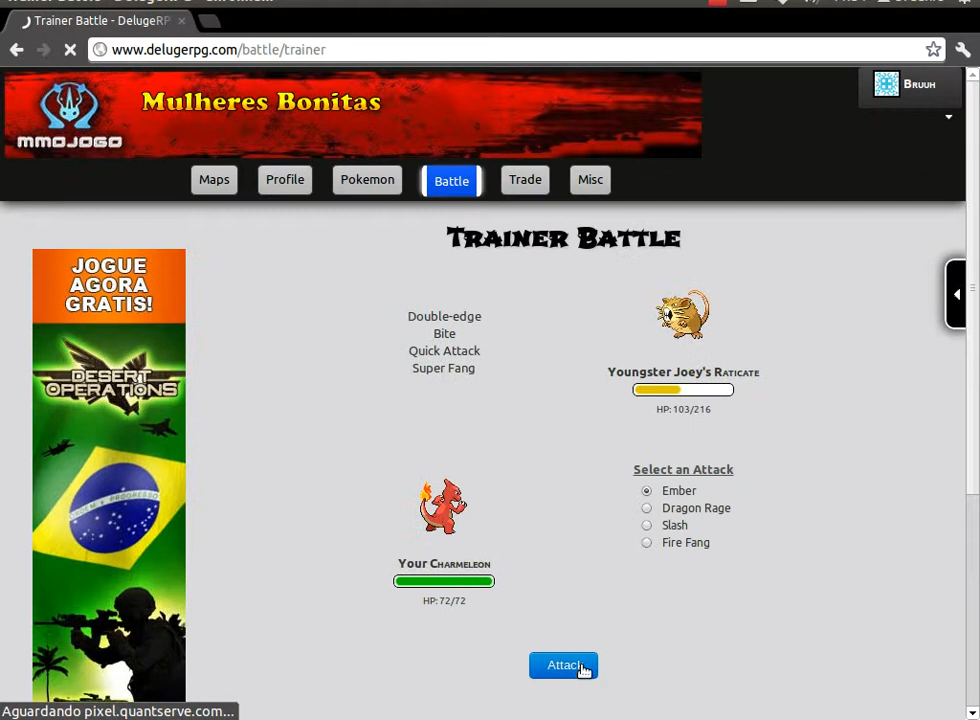 Trainer Battle - DelugeRP
www.delugerpg.com/battle/trainer
MMOJOGO
Mulheres Bonitas
Bruuh
Maps
Profile
Pokemon
Battle
Trade
Misc
Trainer Battle
JOGUE
AGORA
GRATIS!
DESERT
OPERATIONS
Double-edge
Bite
Quick Attack
Super Fang
Youngster Joey's Raticate
HP: 103/216
Select an Attack
Ember
Dragon Rage
Slash
Fire Fang
Your Charmeleon
HP: 72/72
Attack
Aguardando pixel.quantserve.com...